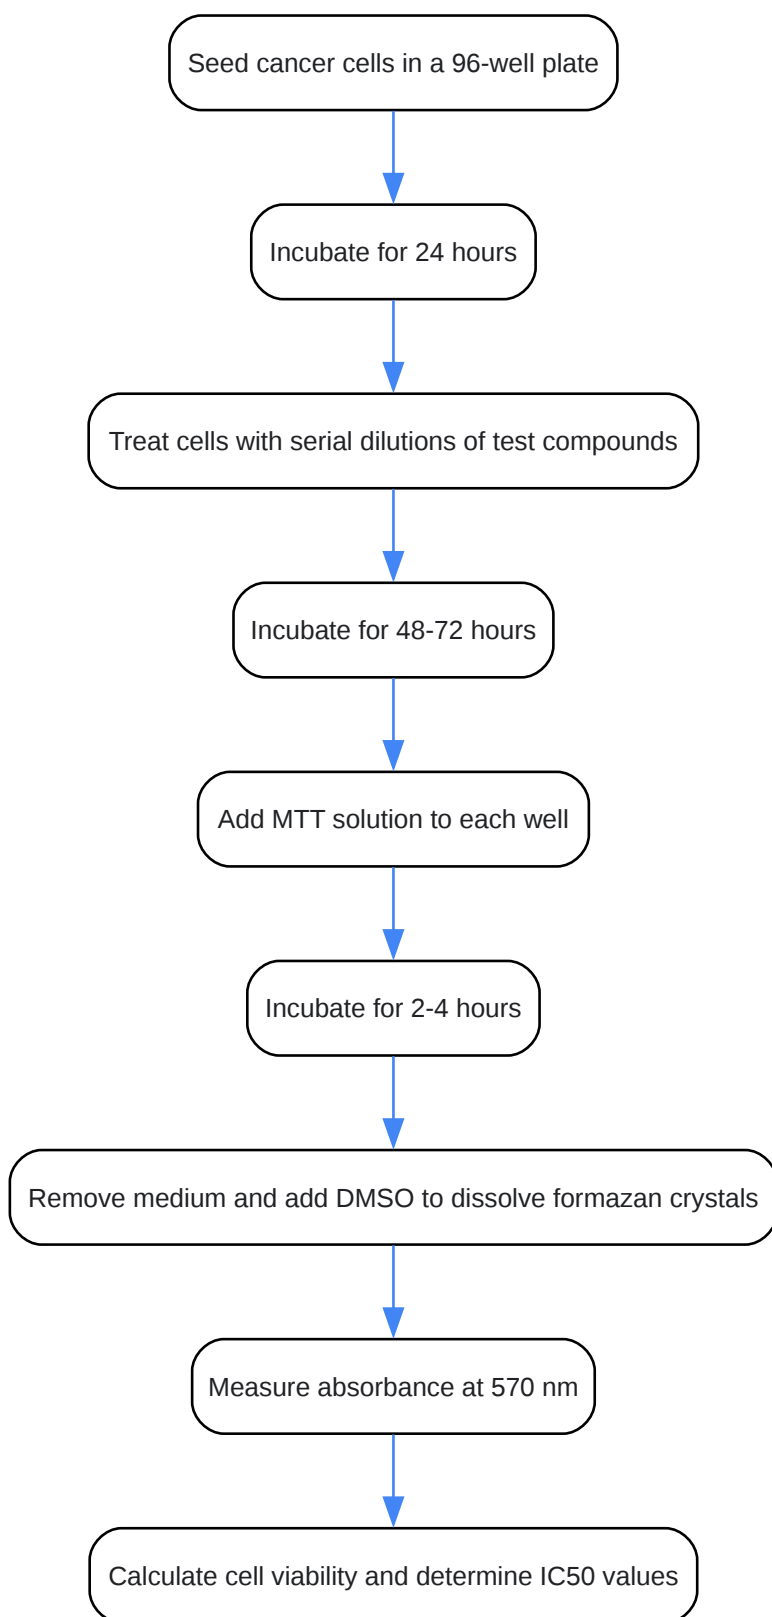 Seed cancer cells in a 96-well plate
Incubate for 24 hours
Treat cells with serial dilutions of test compounds
Incubate for 48-72 hours
Add MTT solution to each well
Incubate for 2-4 hours
Remove medium and add DMSO to dissolve formazan crystals
Measure absorbance at 570 nm
Calculate cell viability and determine IC50 values